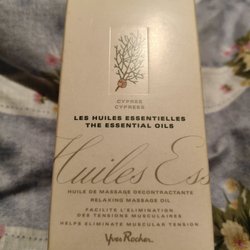 CYPRÈS
CYPRESS
LES HUILES ESSENTIELLES
THE ESSENTIAL OILS
Huiles Ess
HUILE DE MASSAGE DÉCONTRACTANTE
RELAXING MASSAGE OIL
FACILITE L'ÉLIMINATION
DES TENSIONS MUSCULAIRES
HELPS ELIMINATE MUSCULAR TENSION
Yves Rocher